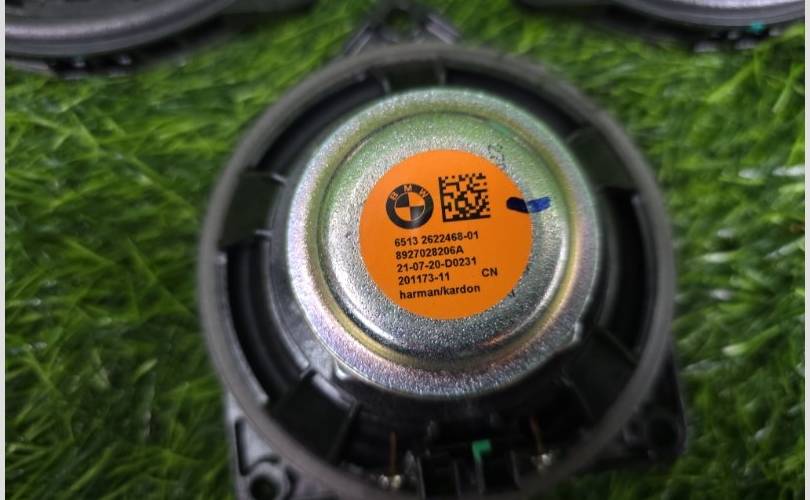 BMW
6513 2622468-01
8927028206A
21-07-20-D0231
201173-11 CN
harman/kardon